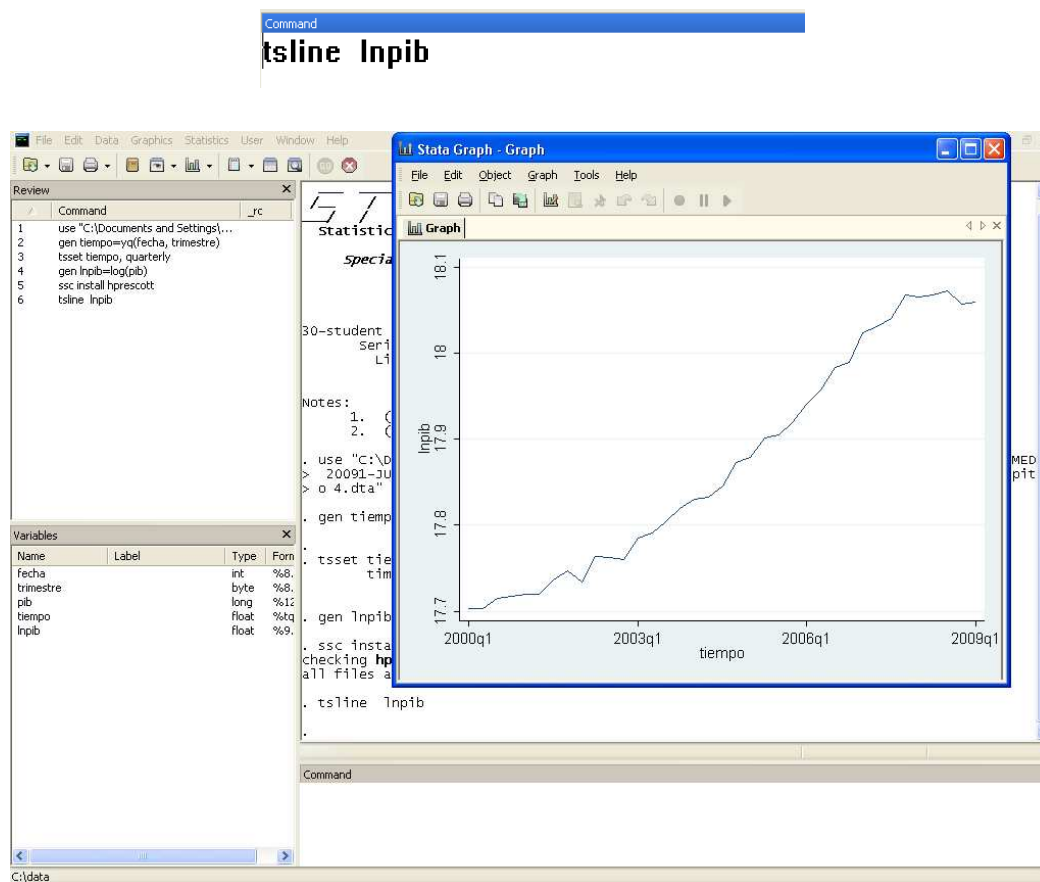 Command
tsline lnpib
File Edit Data Graphics Statistics User Window Help
Review
Command _rc
1 use "C:\Documents and Settings\...
2 gen tiempo=yq(fecha, trimestre)
3 tsset tiempo, quarterly
4 gen lnpib=log(pib)
5 ssc install hprescott
6 tsline lnpib
Variables
Name Label Type Forn
fecha int %8.
trimestre byte %8.
pib long %12
tiempo float %tq
lnpib float %9.
Statistic
Specia
30-student
Seri
Li
Notes:
1. (
2. (
. use "C:\D
MED
> 20091-JU
pit
> o 4.dta"
. gen tiemp
.
. tsset tie
tim
. gen lnpib
. ssc insta
checking hp
all files a
. tsline lnpib
.
Stata Graph - Graph
File Edit Object Graph Tools Help
Graph
18.1
18
17.9
17.8
17.7
lnpib
2000q1 2003q1 2006q1 2009q1
tiempo
Command
C:\data